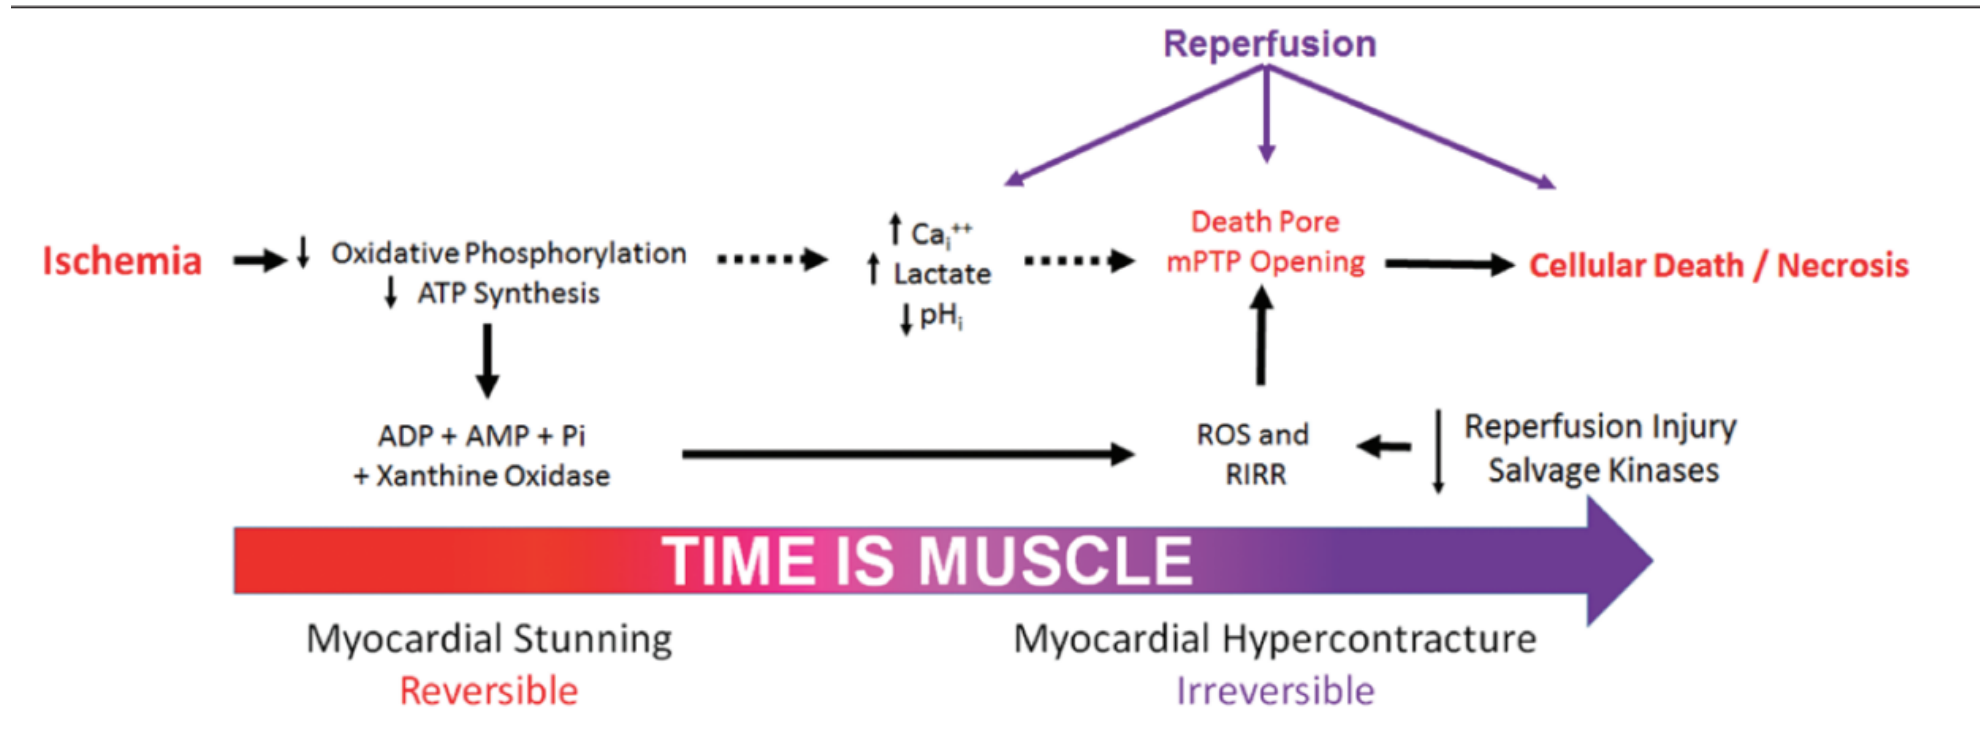 Reperfusion
Ischemia
↓ Oxidative Phosphorylation
↓ ATP Synthesis
↑ Caᵢ⁺⁺
↑ Lactate
↓ pHᵢ
Death Pore
mPTP Opening
Cellular Death / Necrosis
ADP + AMP + Pi
+ Xanthine Oxidase
ROS and
RIRR
↓ Reperfusion Injury
Salvage Kinases
TIME IS MUSCLE
Myocardial Stunning
Reversible
Myocardial Hypercontracture
Irreversible